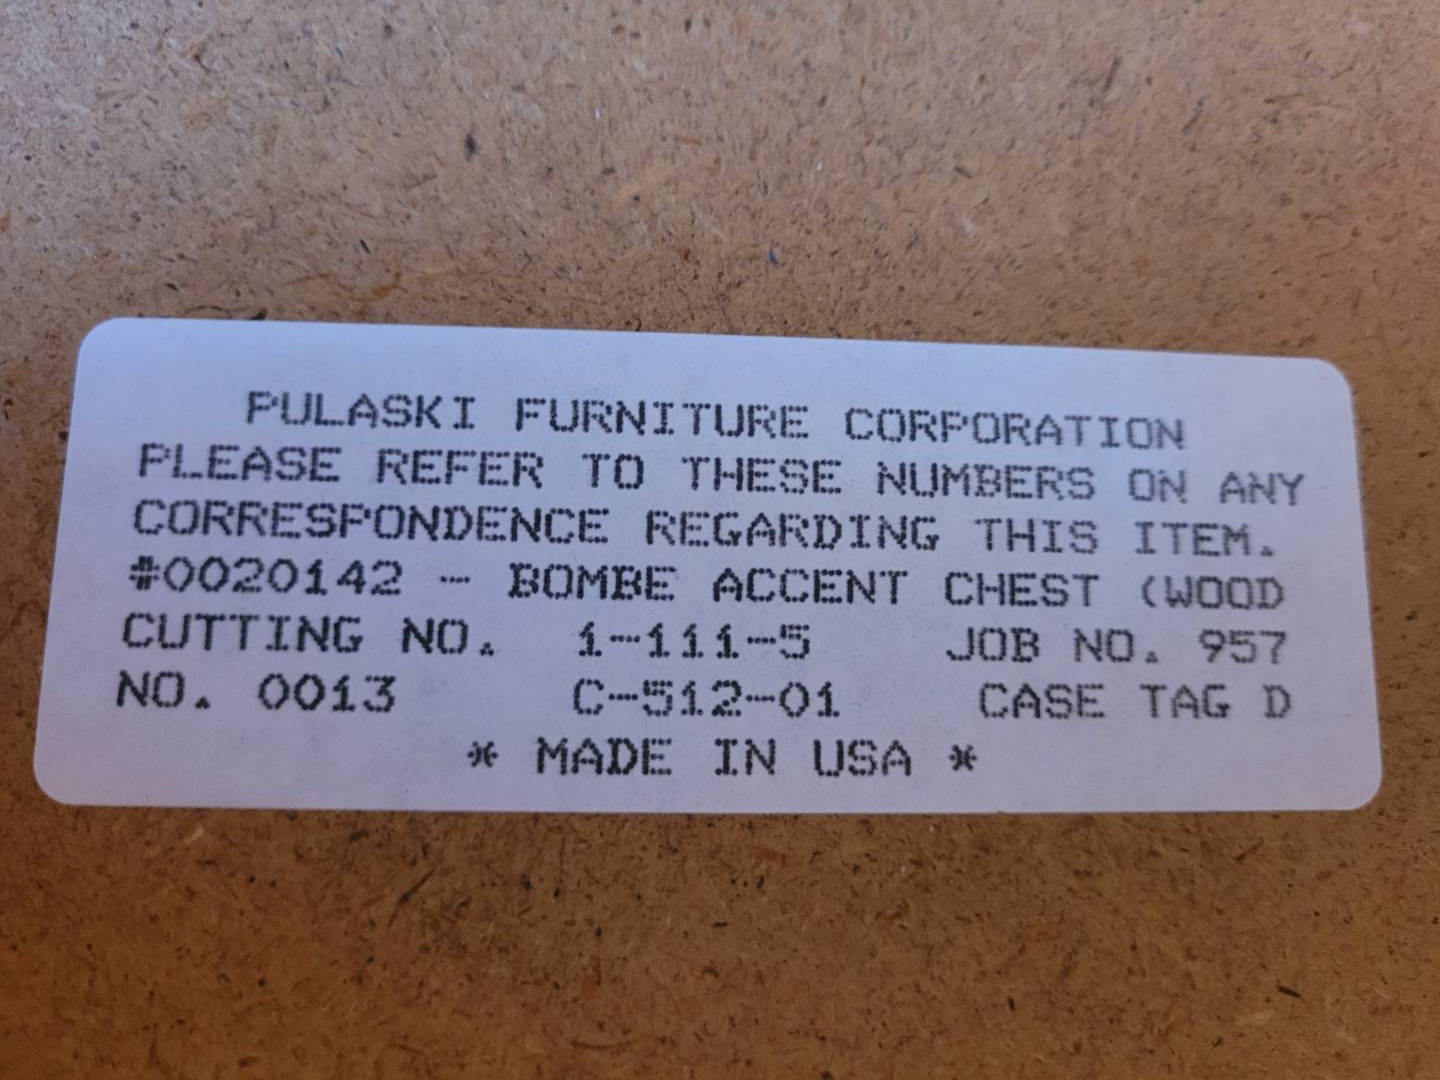 PULASKI FURNITURE CORPORATION
PLEASE REFER TO THESE NUMBERS ON ANY
CORRESPONDENCE REGARDING THIS ITEM.
#0020142 - BOMBE ACCENT CHEST (WOOD
CUTTING NO. 1-111-5 JOB NO. 957
NO. 0013 C-512-01 CASE TAG D
* MADE IN USA *